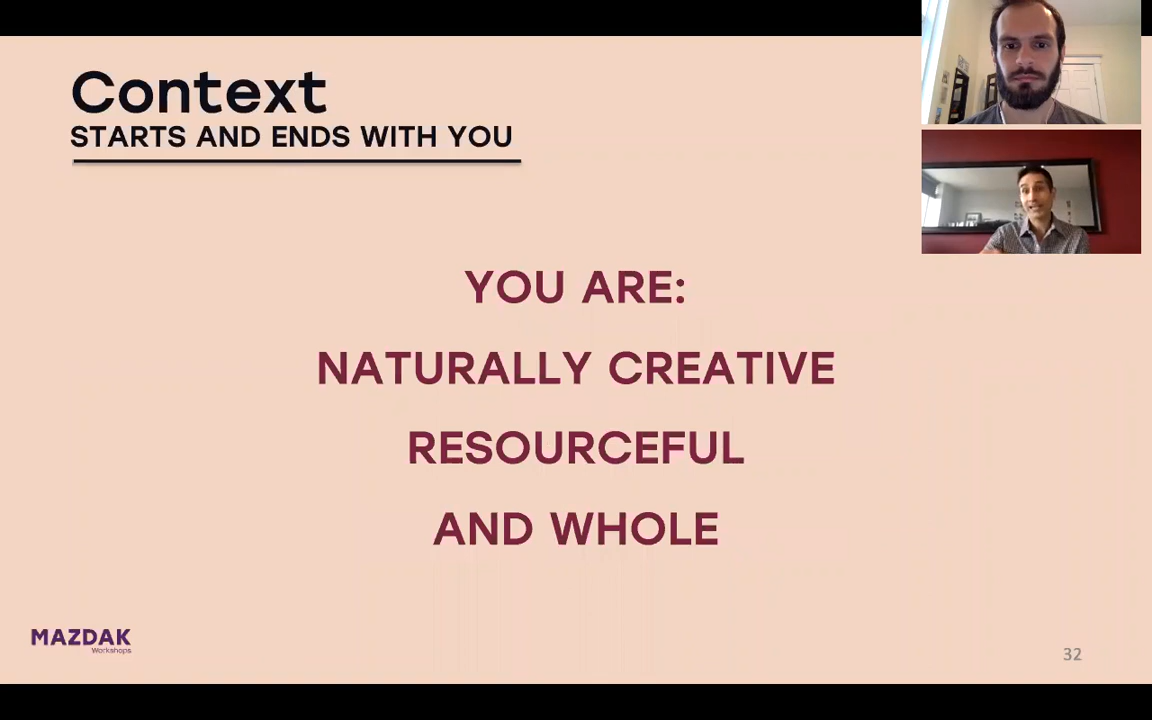 Context
STARTS AND ENDS WITH YOU
YOU ARE:
NATURALLY CREATIVE
RESOURCEFUL
AND WHOLE
MAZDAK
Workshops
32